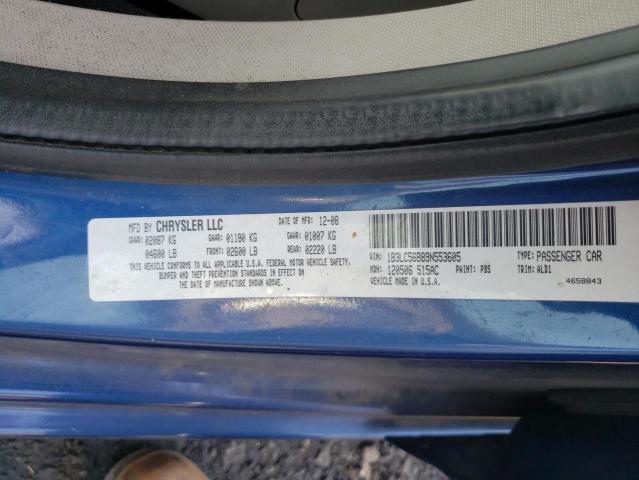 MFD BY CHRYSLER LLC DATE OF MFR: 12-08
GVWR: 02087 KG GAWR: 01180 KG GAWR: 01007 KG
04600 LB FRONT: 02600 LB REAR: 02220 LB
THIS VEHICLE CONFORMS TO ALL APPLICABLE U.S.A. FEDERAL MOTOR VEHICLE SAFETY,
BUMPER AND THEFT PREVENTION STANDARDS IN EFFECT ON
THE DATE OF MANUFACTURE SHOWN ABOVE.
VIN: 1B3LC56B89N553605 TYPE: PASSENGER CAR
MDH: 120506 515AC PAINT: PBS TRIM: ALD1
VEHICLE MADE IN U.S.A. 4658843